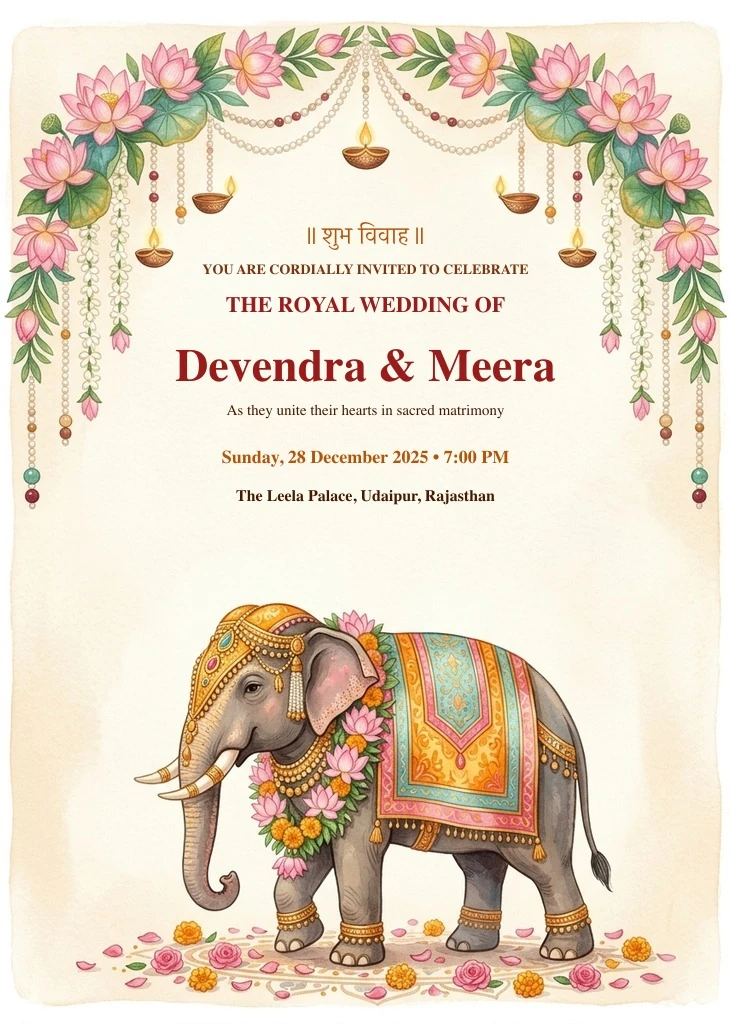 ॥ शुभ विवाह ॥
YOU ARE CORDIALLY INVITED TO CELEBRATE
THE ROYAL WEDDING OF
Devendra & Meera
As they unite their hearts in sacred matrimony
Sunday, 28 December 2025 • 7:00 PM
The Leela Palace, Udaipur, Rajasthan